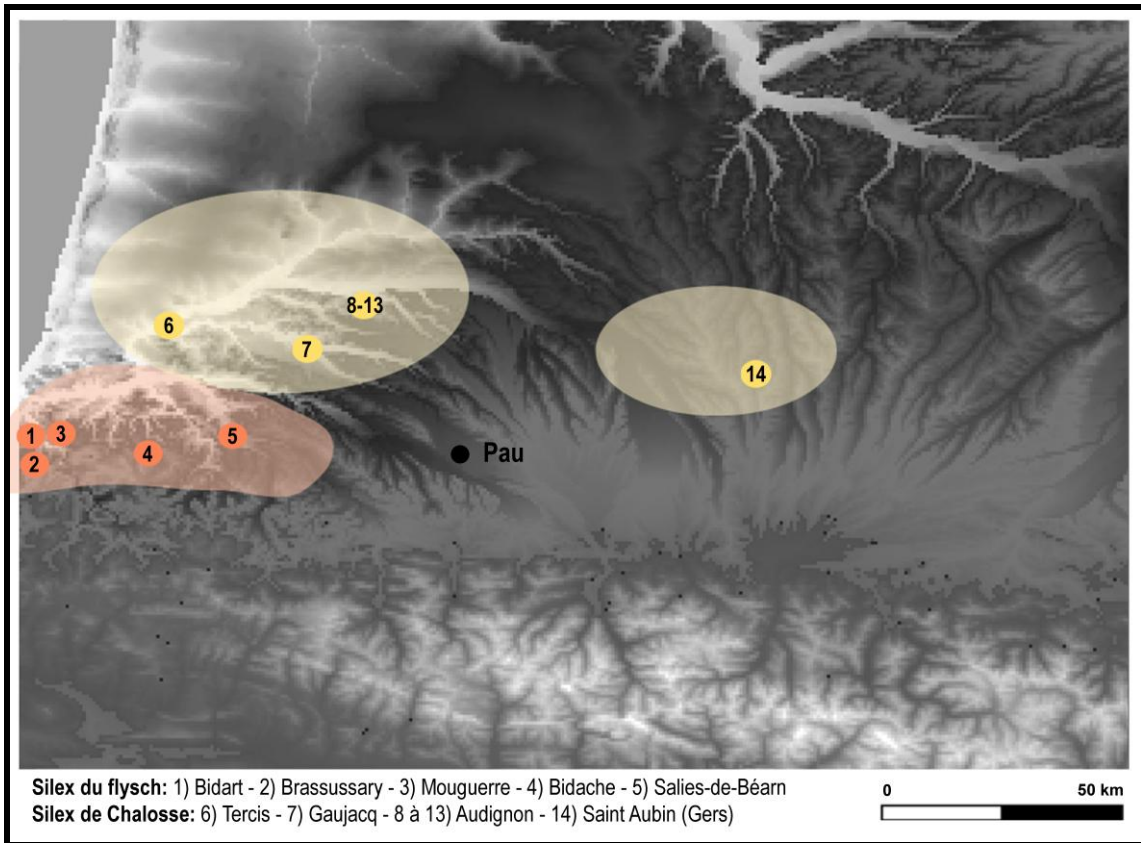 8-13
6
7
14
1
3
5
4
2
Pau
Silex du flysch: 1) Bidart - 2) Brassussary - 3) Mouguerre - 4) Bidache - 5) Salies-de-Béarn
Silex de Chalosse: 6) Tercis - 7) Gaujacq - 8 à 13) Audignon - 14) Saint Aubin (Gers)
0 50 km